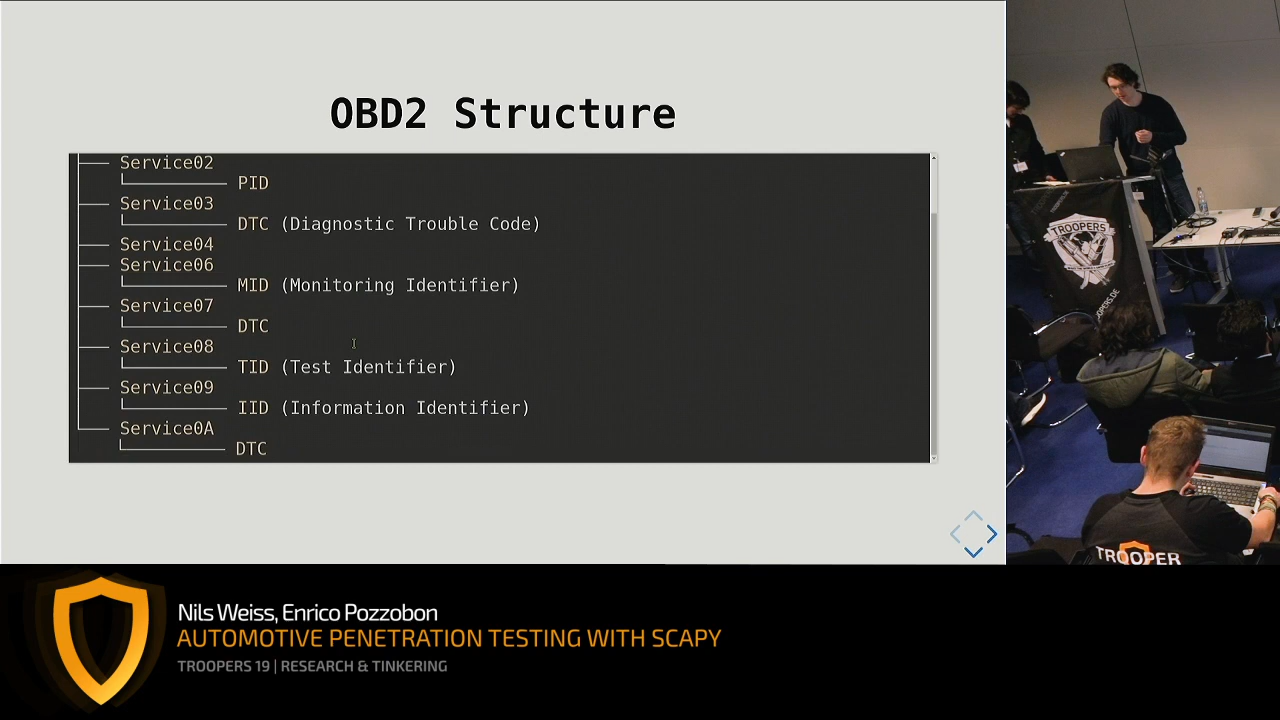 OBD2 Structure
Service02
PID
Service03
DTC (Diagnostic Trouble Code)
Service04
Service06
MID (Monitoring Identifier)
Service07
DTC
Service08
TID (Test Identifier)
Service09
IID (Information Identifier)
Service0A
DTC
TROOPERS
TROOPER
Nils Weiss, Enrico Pozzobon
AUTOMOTIVE PENETRATION TESTING WITH SCAPY
TROOPERS 19 | RESEARCH & TINKERING